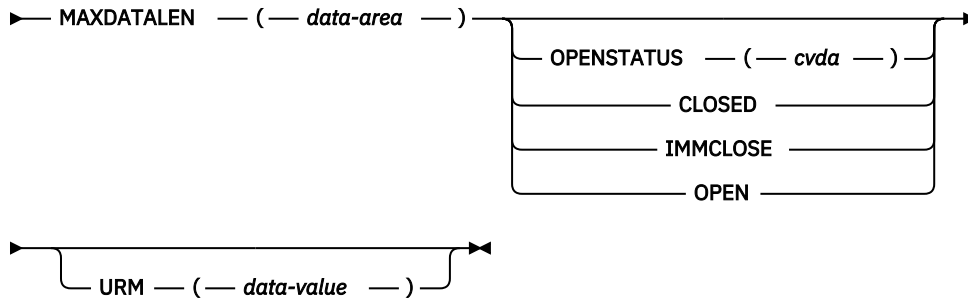 MAXDATALEN ( data-area )
OPENSTATUS ( cvda )
CLOSED
IMMCLOSE
OPEN
URM ( data-value )